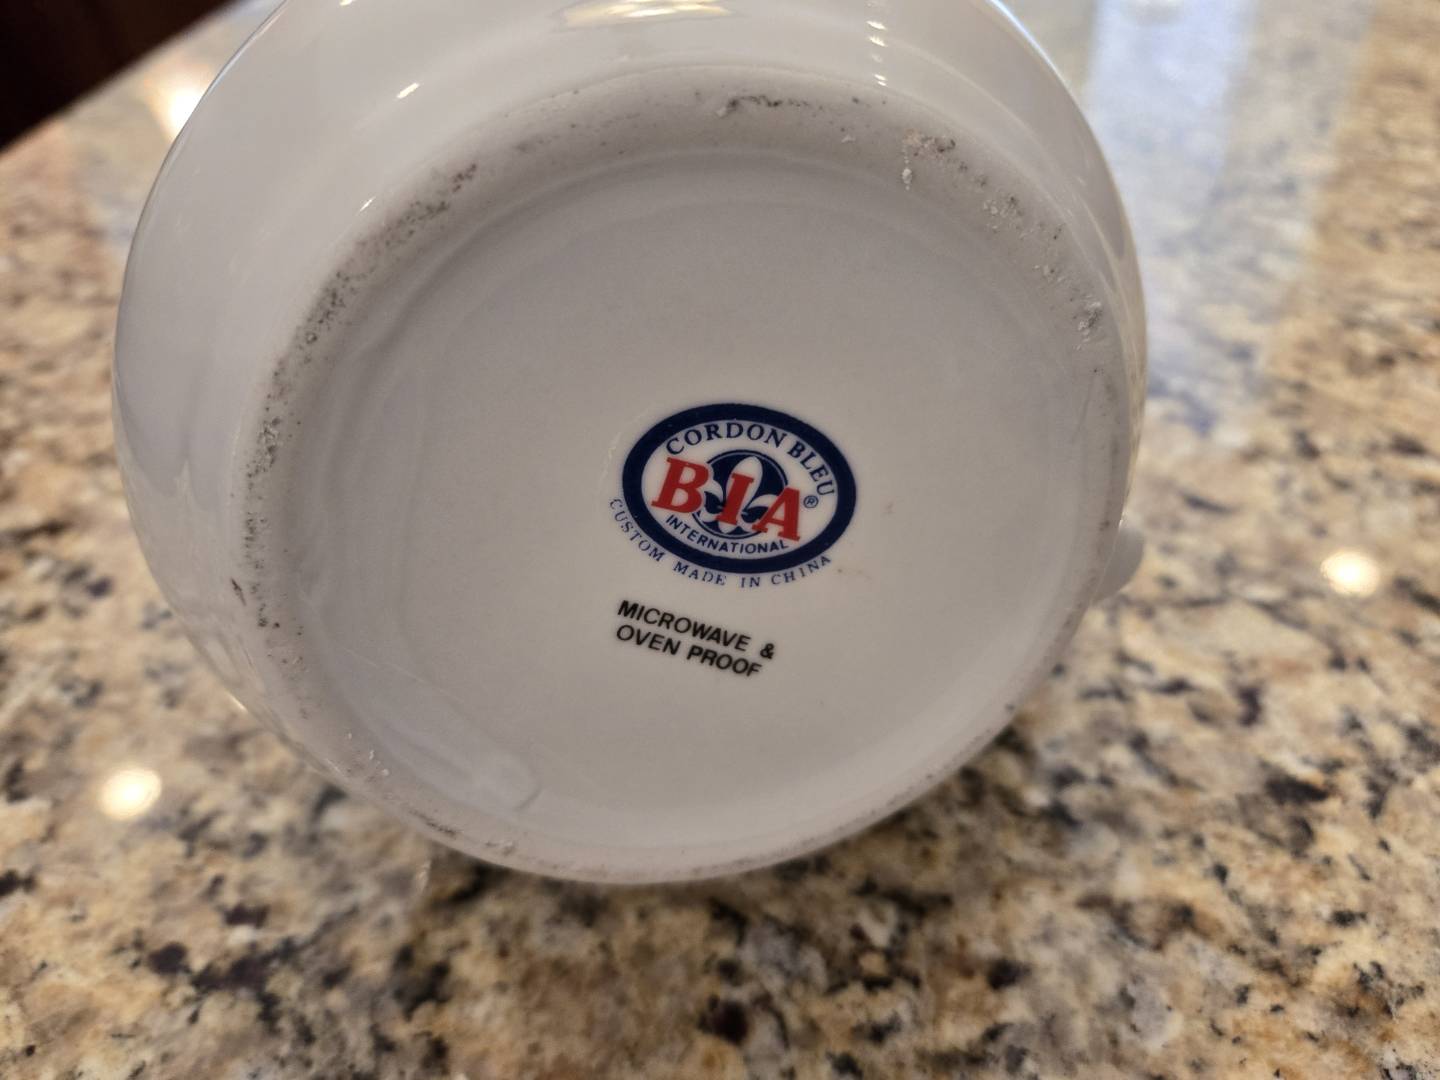 CORDON BLEU
BIA®
INTERNATIONAL
CUSTOM MADE IN CHINA
MICROWAVE &
OVEN PROOF